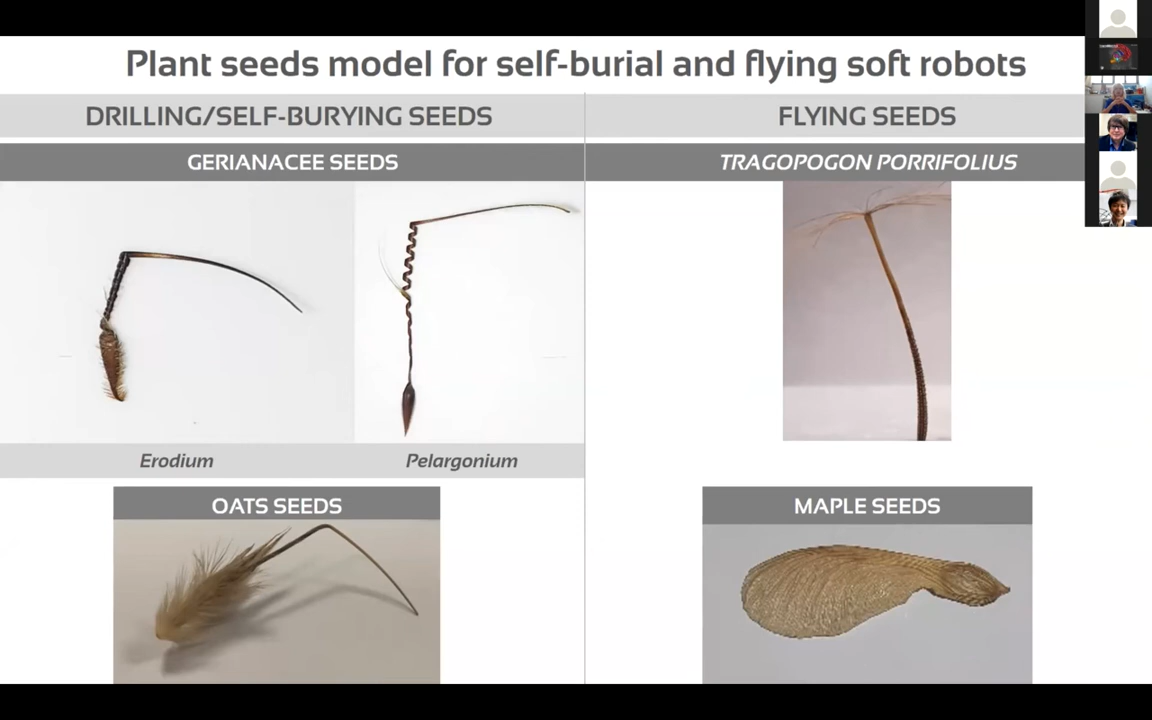 Plant seeds model for self-burial and flying soft robots
DRILLING/SELF-BURYING SEEDS
GERIANACEE SEEDS
Erodium
Pelargonium
OATS SEEDS
FLYING SEEDS
TRAGOPOGON PORRIFOLIUS
MAPLE SEEDS